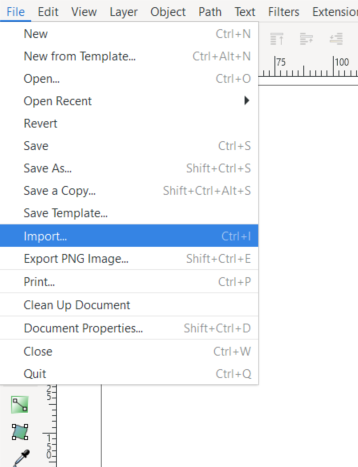 File Edit View Layer Object Path Text Filters Extensio
New Ctrl+N
New from Template... Ctrl+Alt+N
Open... Ctrl+O
Open Recent
Revert
Save Ctrl+S
Save As... Shift+Ctrl+S
Save a Copy... Shift+Ctrl+Alt+S
Save Template...
Import... Ctrl+I
Export PNG Image... Shift+Ctrl+E
Print... Ctrl+P
Clean Up Document
Document Properties... Shift+Ctrl+D
Close Ctrl+W
Quit Ctrl+Q
75 100
25
150